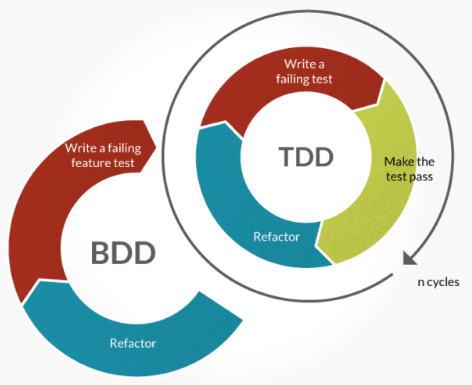 Write a
failing test
TDD
Make the
test pass
Refactor
n cycles
Write a failing
feature test
BDD
Refactor